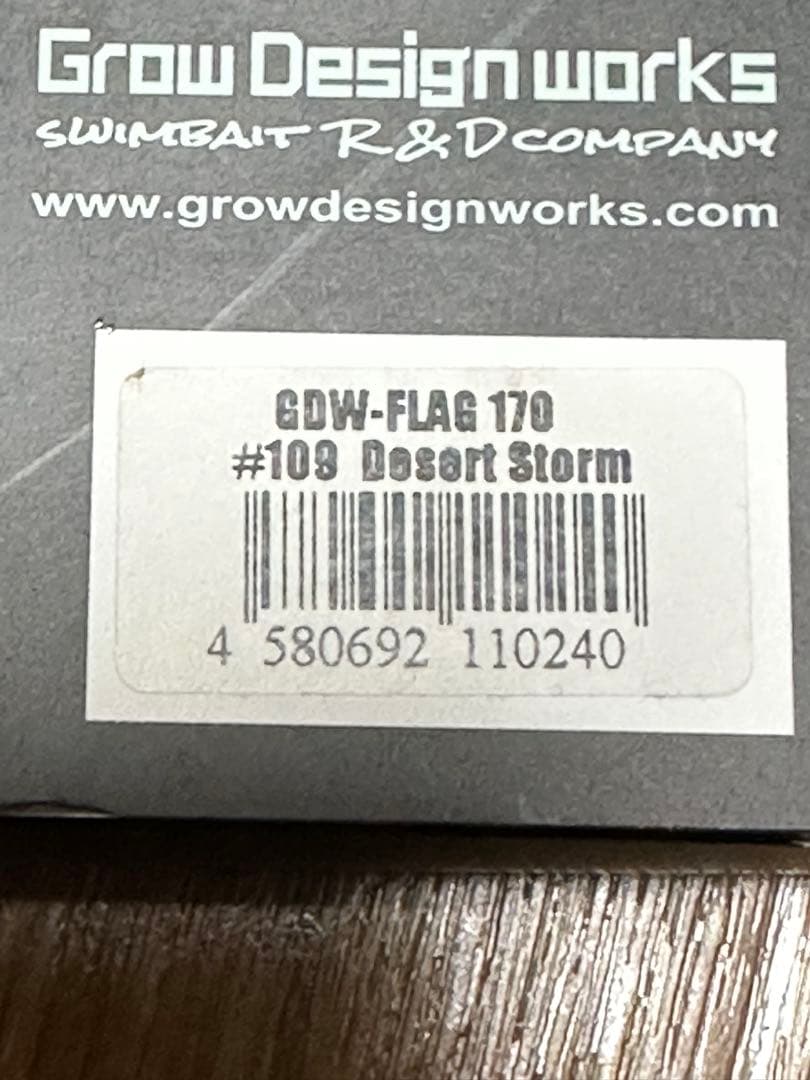 Grow Design works
SWIMBAIT R&D COMPANY
www.growdesignworks.com
GDW-FLAG 170
#109 Desert Storm
4 580692 110240